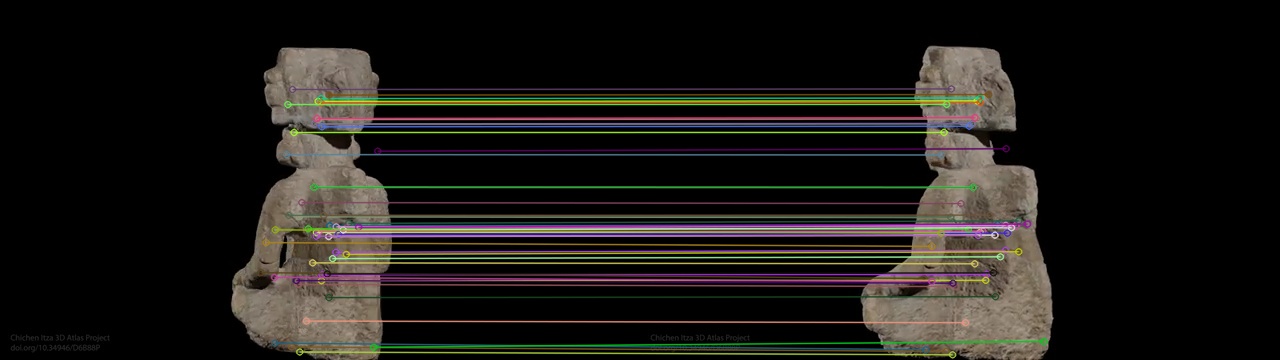 Chichen Itza 3D Atlas Project
doi.org/10.34946/D6888P
Chichen Itza 3D Atlas Project